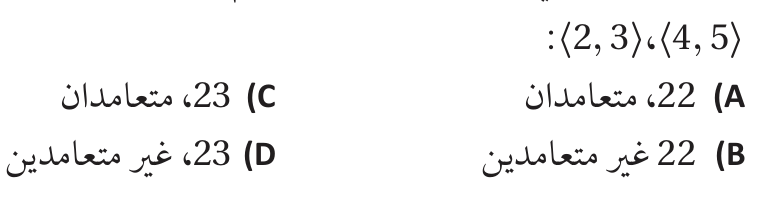 ⟨4, 5⟩، ⟨2, 3⟩:
A) 22، متعامدان
C) 23، متعامدان
B) 22 غير متعامدين
D) 23، غير متعامدين